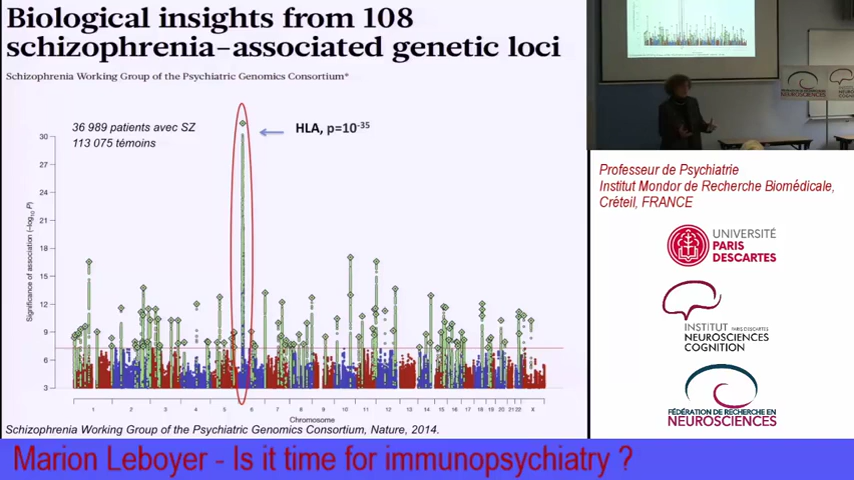 Biological insights from 108
schizophrenia-associated genetic loci
Schizophrenia Working Group of the Psychiatric Genomics Consortium*
36 989 patients avec SZ
113 075 témoins
HLA, p=10-35
Significance of association (–log10 P)
30
27
24
21
18
15
12
9
6
3
1 2 3 4 5 6 7 8 9 10 11 12 13 14 15 16 17 18 19 20 21 22 X
Chromosome
Schizophrenia Working Group of the Psychiatric Genomics Consortium, Nature, 2014.
NEUROSCIENCES
COGNITION
Professeur de Psychiatrie
Institut Mondor de Recherche Biomédicale,
Créteil, FRANCE
UNIVERSITÉ
PARIS
DESCARTES
INSTITUT PARIS DESCARTES
NEUROSCIENCES
COGNITION
FÉDÉRATION DE RECHERCHE EN
NEUROSCIENCES
Marion Leboyer - Is it time for immunopsychiatry ?